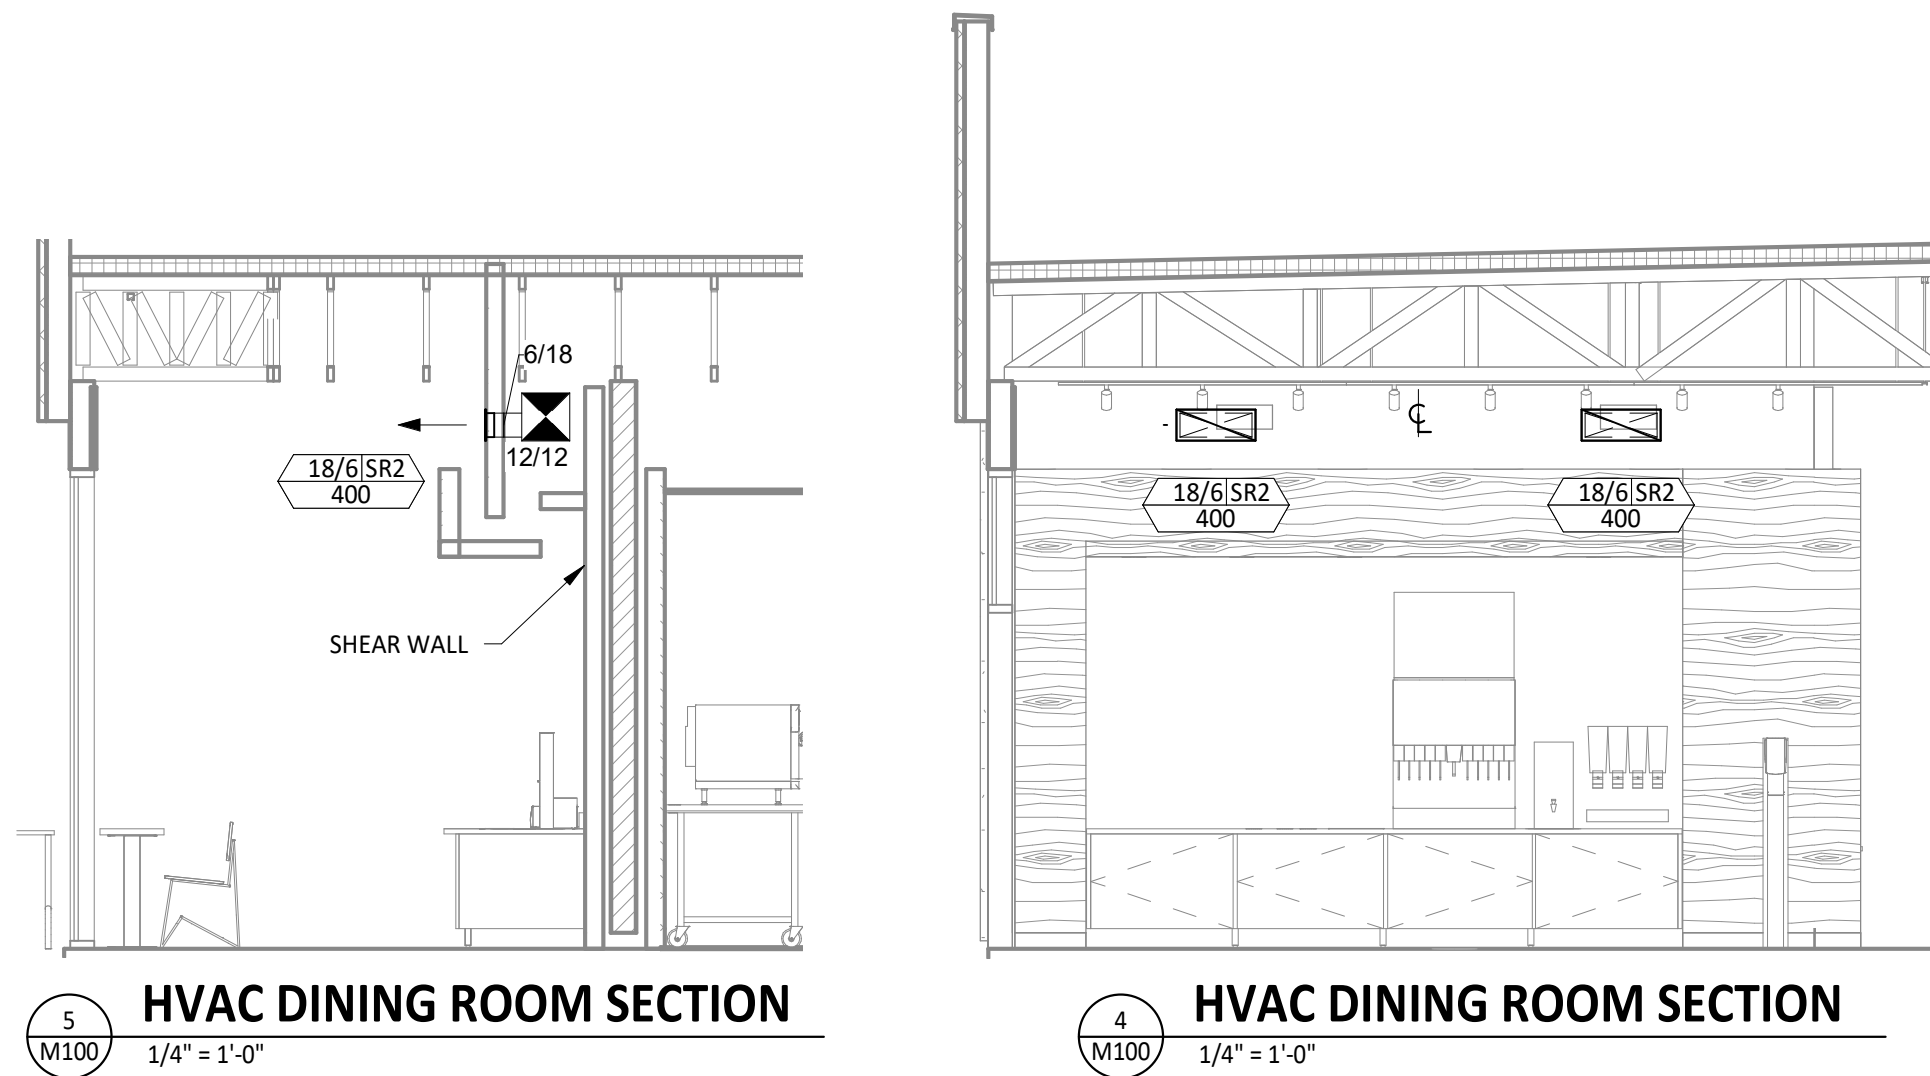 6/18
12/12
18/6 SR2
400
SHEAR WALL
5
M100
HVAC DINING ROOM SECTION
1/4" = 1'-0"
℄
18/6 SR2
400
18/6 SR2
400
4
M100
HVAC DINING ROOM SECTION
1/4" = 1'-0"